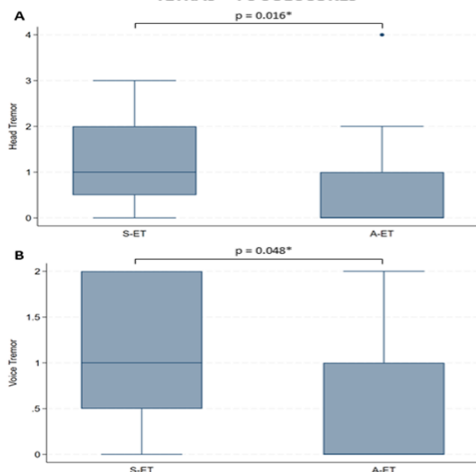 A
p = 0.016*
4
3
2
1
0
Head Tremor
S-ET
A-ET
B
p = 0.048*
2
1.5
1
.5
0
Voice Tremor
S-ET
A-ET